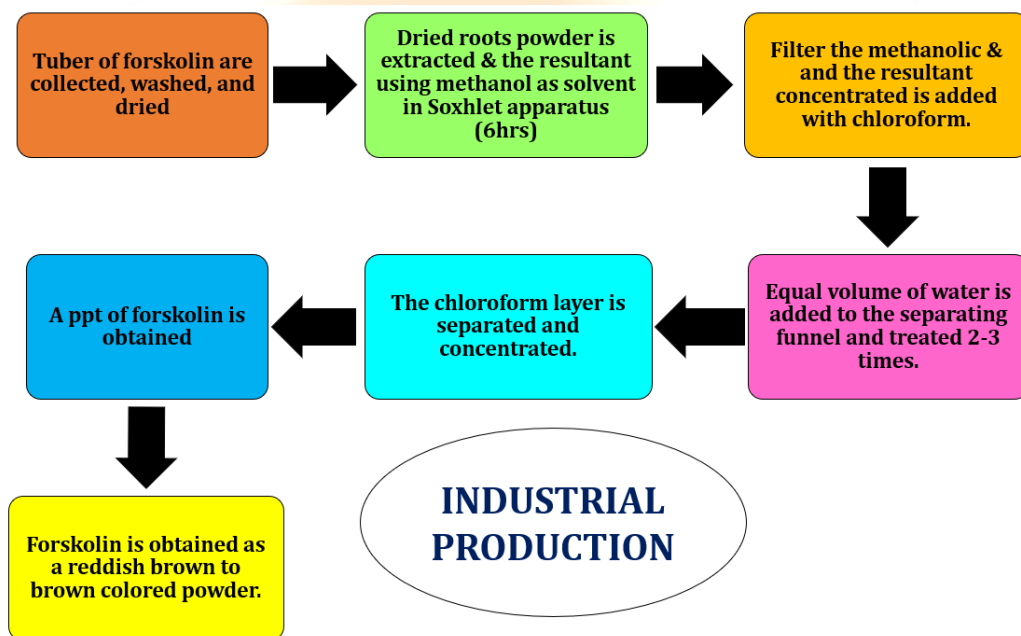 Tuber of forskolin are
collected, washed, and
dried
Dried roots powder is
extracted & the resultant
using methanol as solvent
in Soxhlet apparatus
(6hrs)
Filter the methanolic &
and the resultant
concentrated is added
with chloroform.
Equal volume of water is
added to the separating
funnel and treated 2-3
times.
The chloroform layer is
separated and
concentrated.
A ppt of forskolin is
obtained
Forskolin is obtained as
a reddish brown to
brown colored powder.
INDUSTRIAL
PRODUCTION